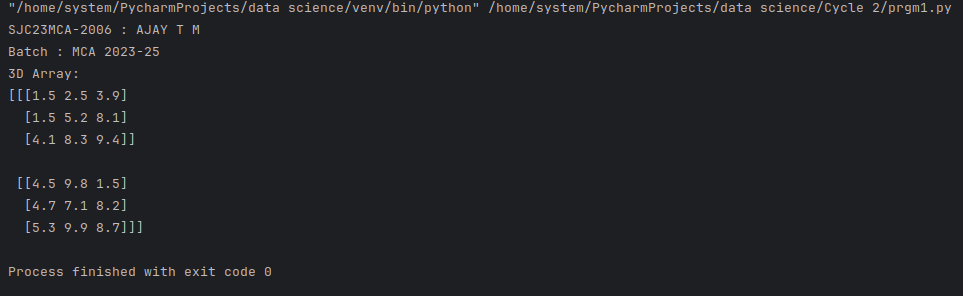 "/home/system/PycharmProjects/data science/venv/bin/python" /home/system/PycharmProjects/data science/Cycle 2/prgm1.py
SJC23MCA-2006 : AJAY T M
Batch : MCA 2023-25
3D Array:
[[[1.5 2.5 3.9]
  [1.5 5.2 8.1]
  [4.1 8.3 9.4]]

 [[4.5 9.8 1.5]
  [4.7 7.1 8.2]
  [5.3 9.9 8.7]]]

Process finished with exit code 0